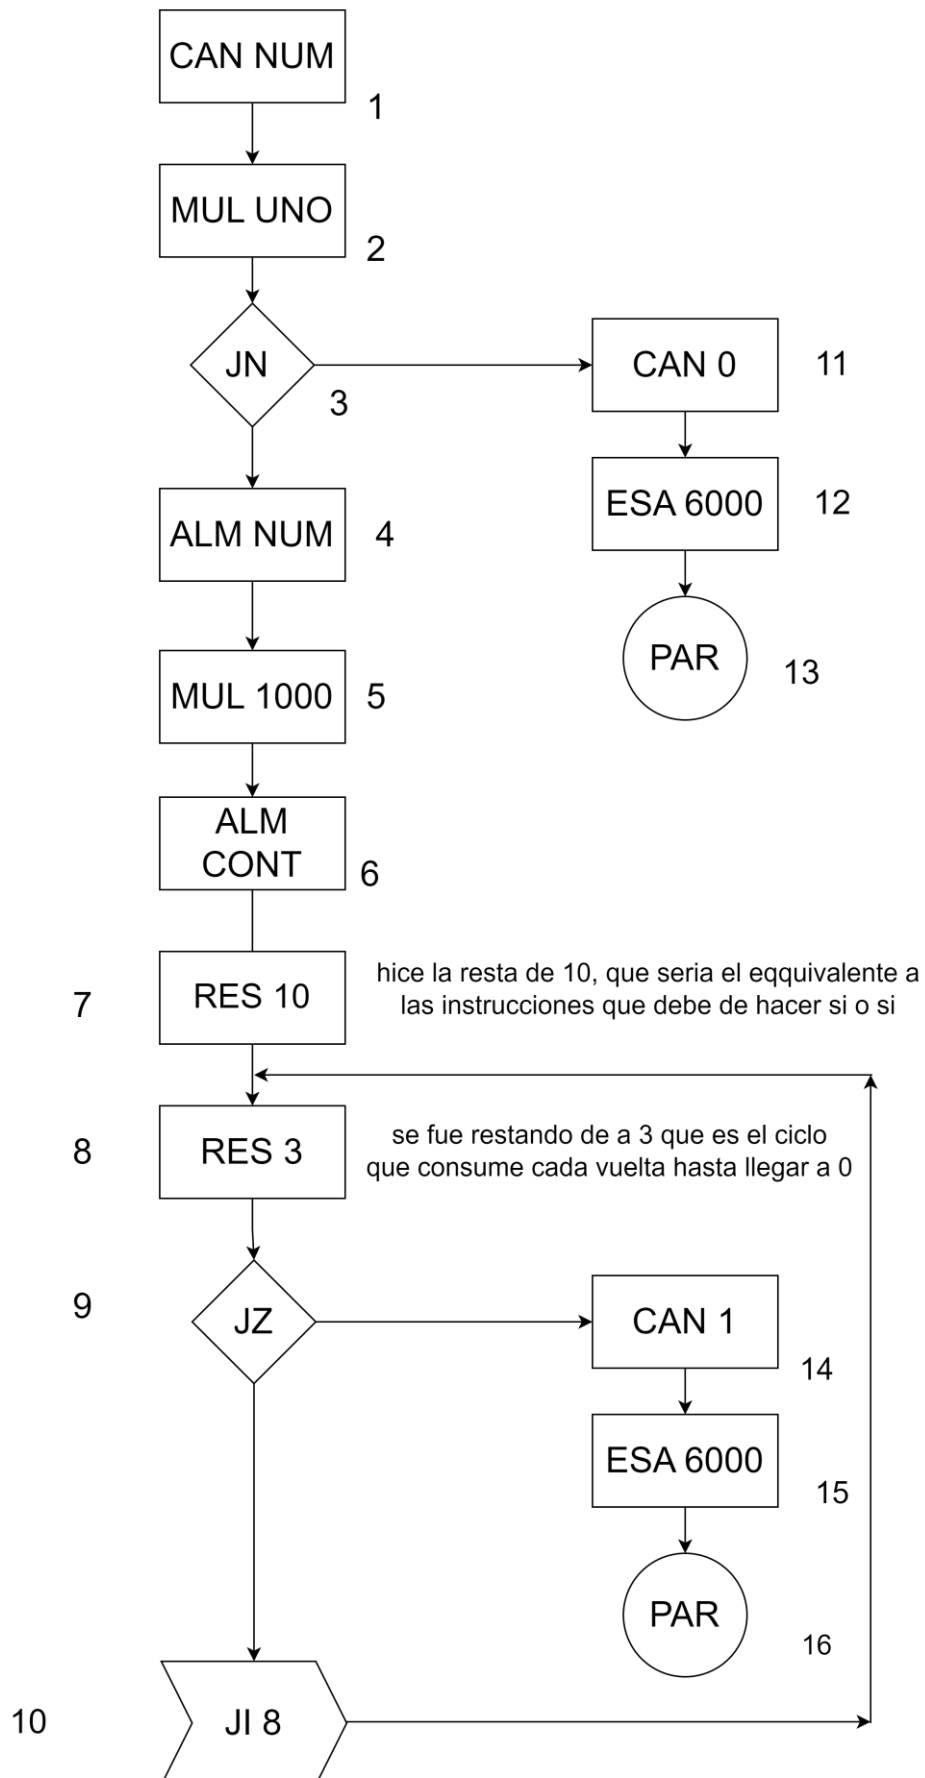 CAN NUM
1
MUL UNO
2
JN
3
CAN 0
11
ALM NUM
4
ESA 6000
12
MUL 1000
5
PAR
13
ALM
CONT
6
RES 10
7
hice la resta de 10, que seria el eqquivalente a
las instrucciones que debe de hacer si o si
RES 3
8
se fue restando de a 3 que es el ciclo
que consume cada vuelta hasta llegar a 0
9
JZ
CAN 1
14
ESA 6000
15
PAR
16
10
JI 8